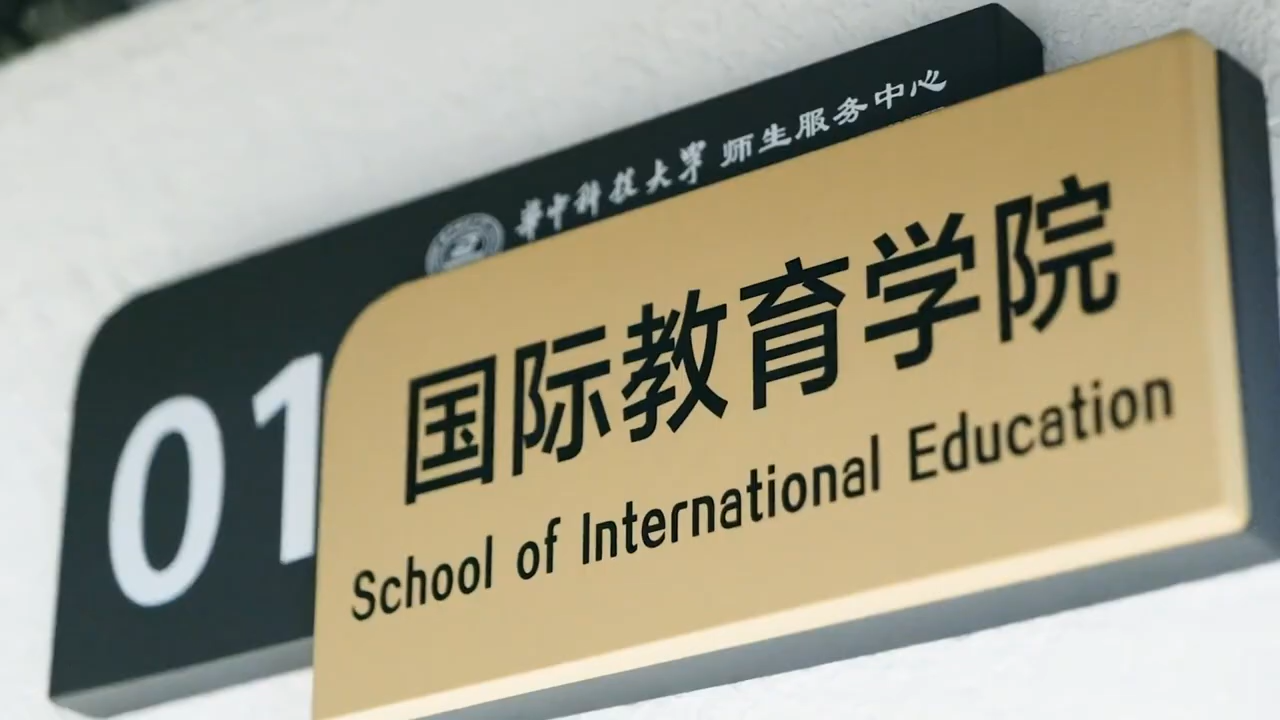 华中科技大学 师生服务中心
01
国际教育学院
School of International Education